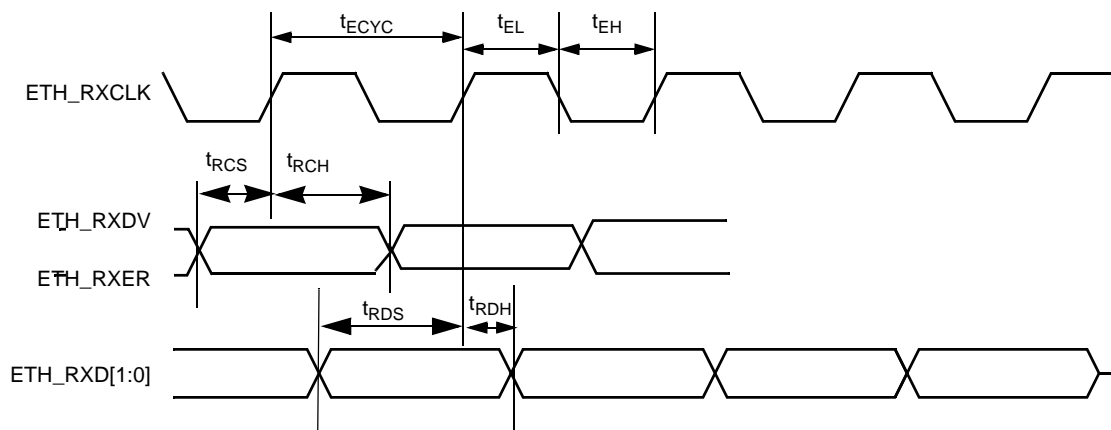 tECYC
tEL
tEH
ETH_RXCLK
tRCS
tRCH
ETH_RXDV
ETH_RXER
tRDS
tRDH
ETH_RXD[1:0]